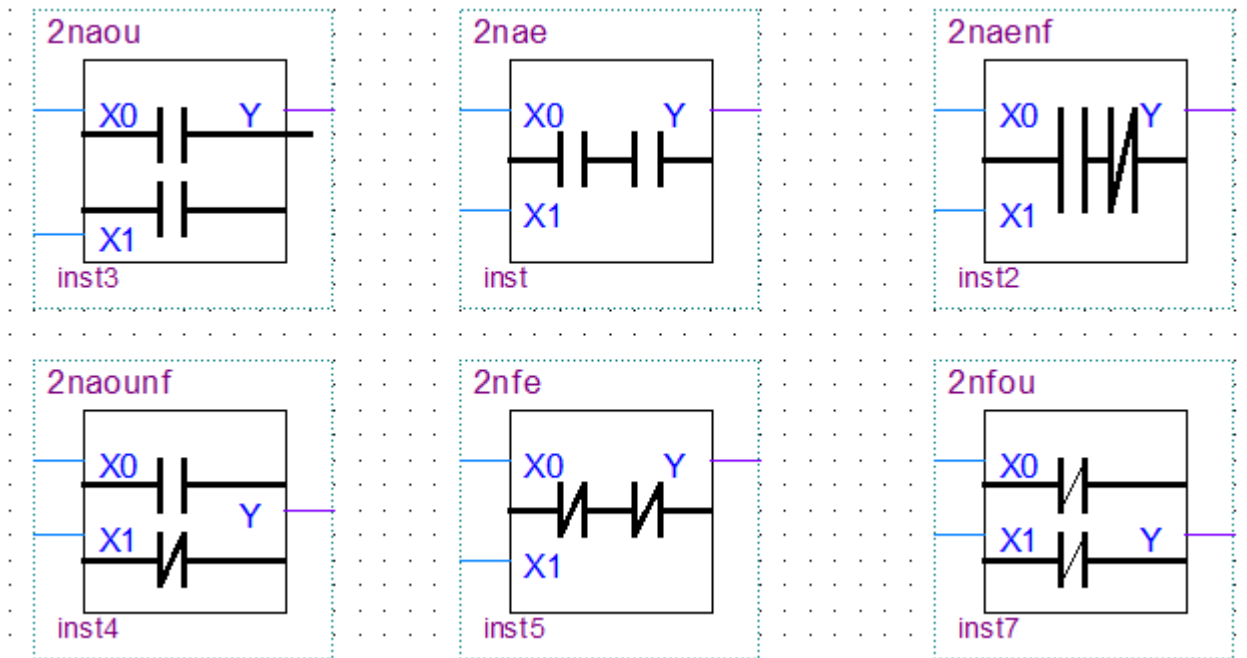 2naou
X0 Y
X1
inst3
2nae
X0 Y
X1
inst
2naenf
X0 Y
X1
inst2
2naounf
X0
Y
X1
inst4
2nfe
X0 Y
X1
inst5
2nfou
X0
X1 Y
inst7